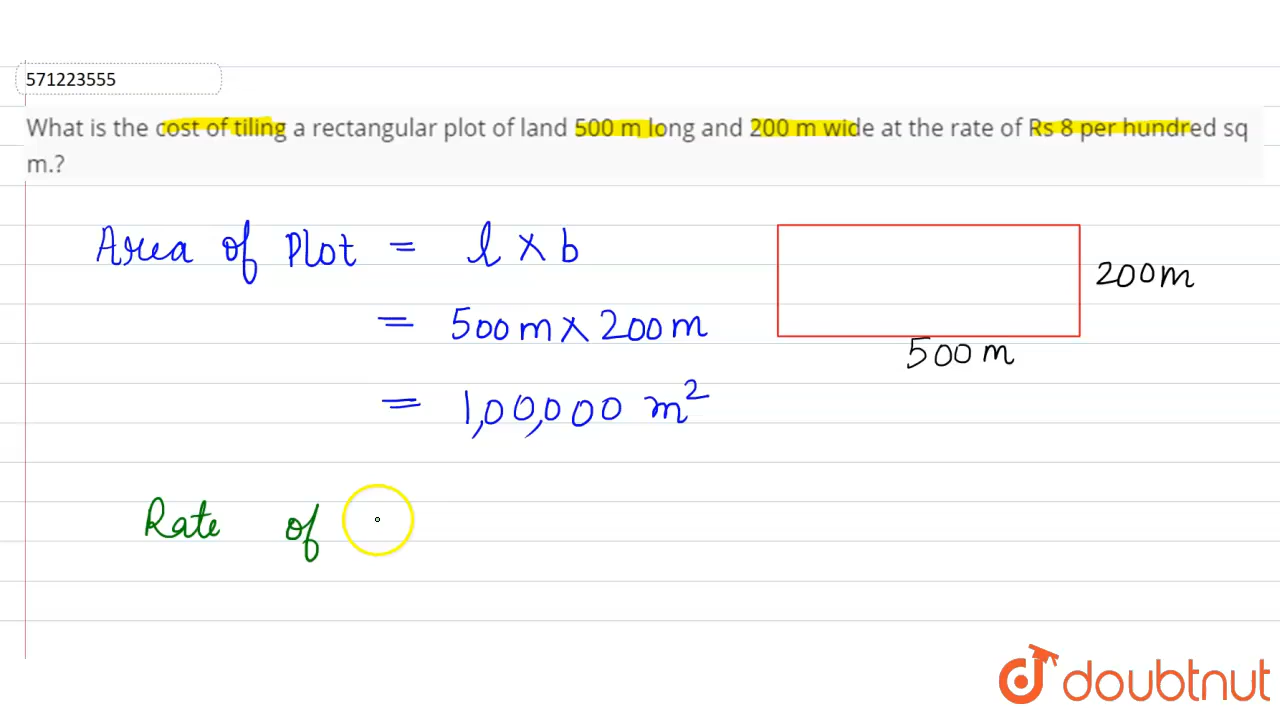 571223555
What is the cost of tiling a rectangular plot of land 500 m long and 200 m wide at the rate of Rs 8 per hundred sq
m.?
Area of Plot = l × b
= 500 m × 200 m
= 1,00,000 m²
200 m
500 m
Rate of
doubtnut